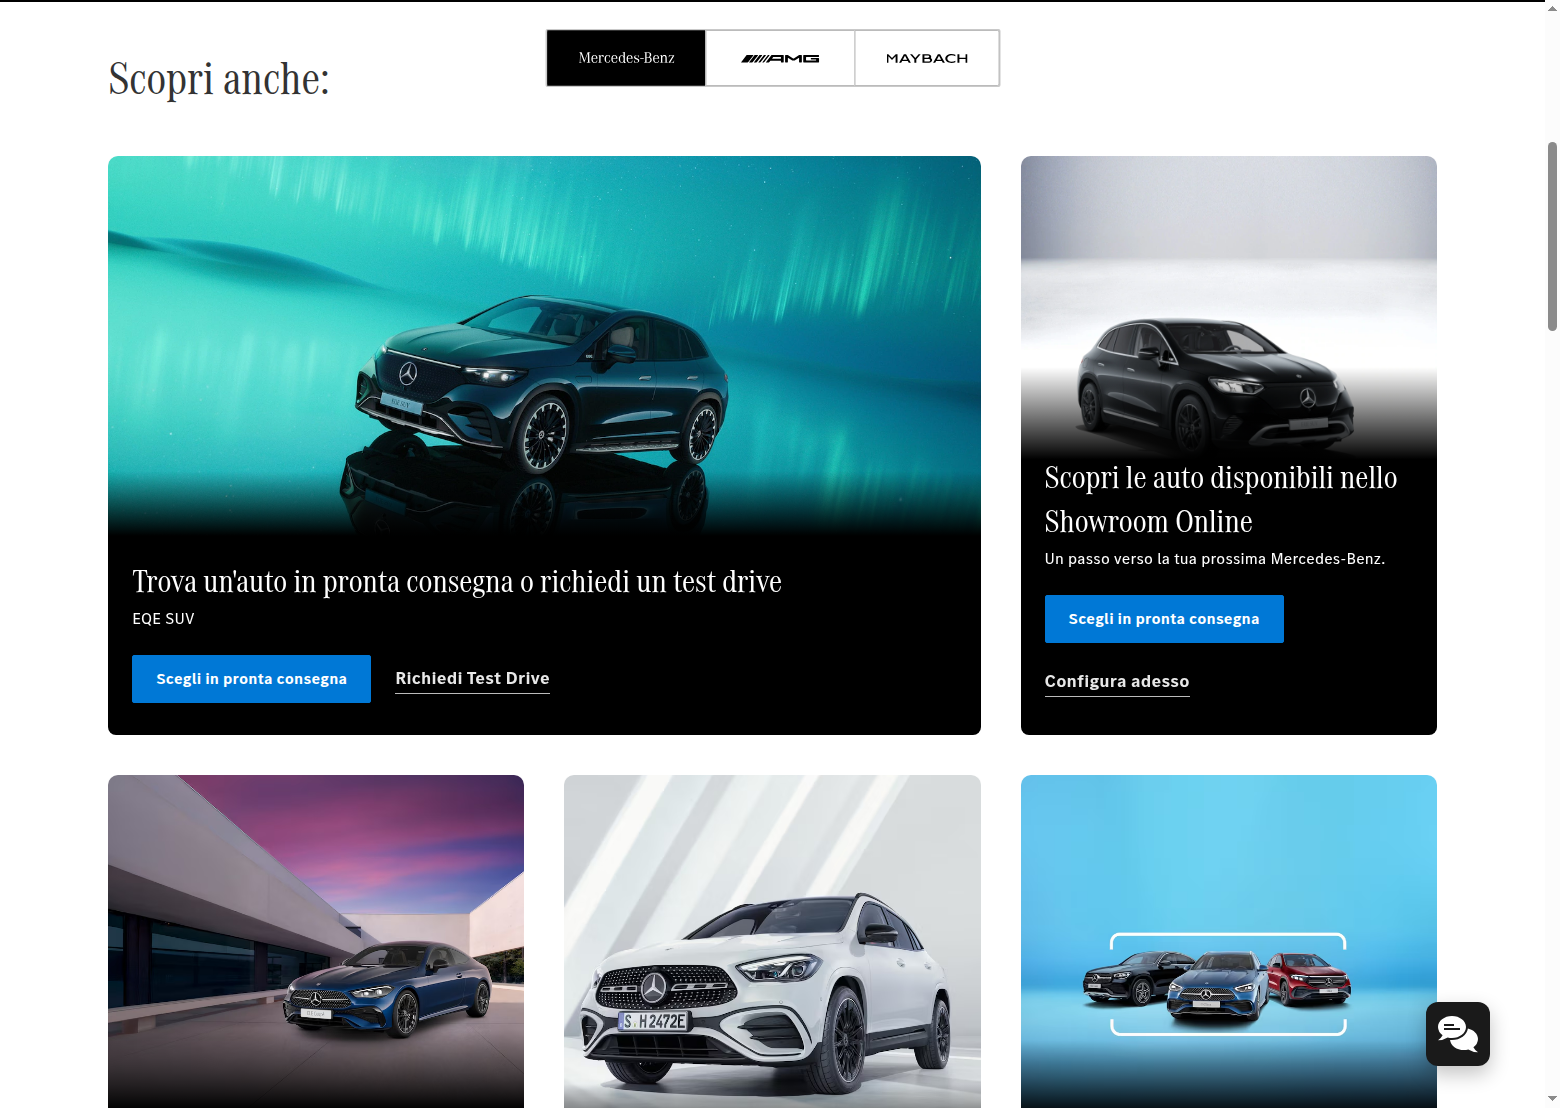 Mercedes-Benz
AMG
MAYBACH
Scopri anche:
Trova un'auto in pronta consegna o richiedi un test drive
EQE SUV
Scegli in pronta consegna
Richiedi Test Drive
Scopri le auto disponibili nello
Showroom Online
Un passo verso la tua prossima Mercedes-Benz.
Scegli in pronta consegna
Configura adesso
S H 2472E